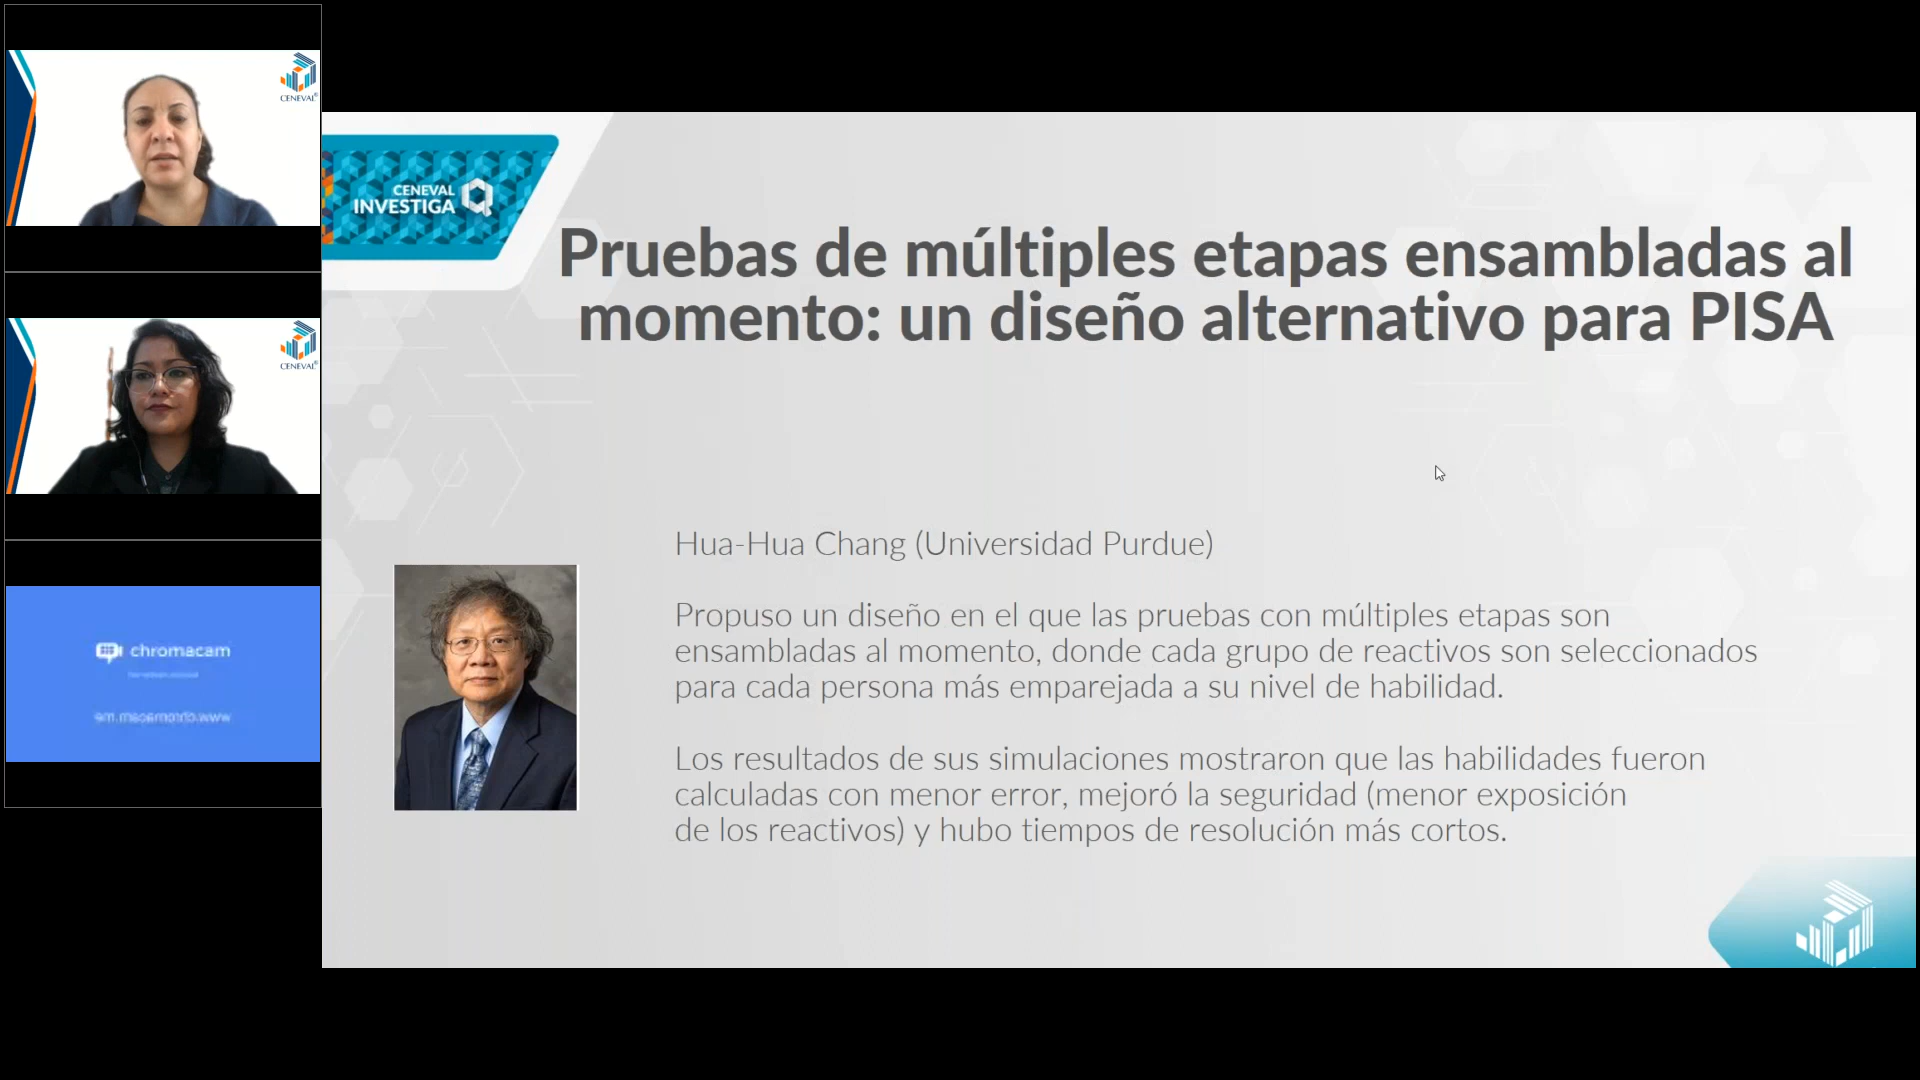 CENEVAL®
CENEVAL®
chromacam
CENEVAL
INVESTIGA
Pruebas de múltiples etapas ensambladas al
momento: un diseño alternativo para PISA
Hua-Hua Chang (Universidad Purdue)
Propuso un diseño en el que las pruebas con múltiples etapas son
ensambladas al momento, donde cada grupo de reactivos son seleccionados
para cada persona más emparejada a su nivel de habilidad.
Los resultados de sus simulaciones mostraron que las habilidades fueron
calculadas con menor error, mejoró la seguridad (menor exposición
de los reactivos) y hubo tiempos de resolución más cortos.